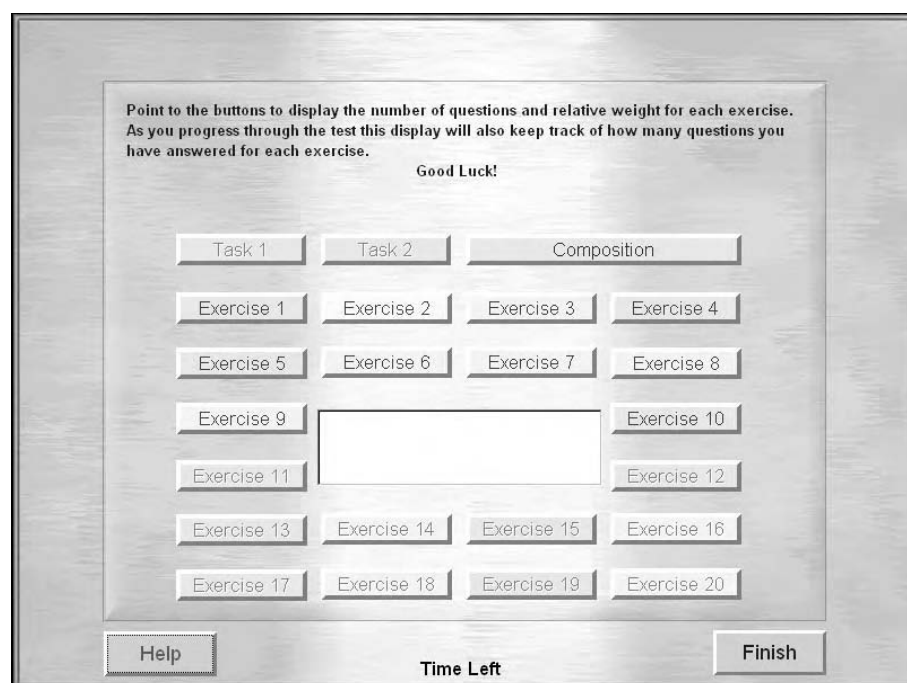 Point to the buttons to display the number of questions and relative weight for each exercise.
As you progress through the test this display will also keep track of how many questions you
have answered for each exercise.
Good Luck!
Task 1 Task 2 Composition
Exercise 1 Exercise 2 Exercise 3 Exercise 4
Exercise 5 Exercise 6 Exercise 7 Exercise 8
Exercise 9 Exercise 10
Exercise 11 Exercise 12
Exercise 13 Exercise 14 Exercise 15 Exercise 16
Exercise 17 Exercise 18 Exercise 19 Exercise 20
Help Time Left Finish